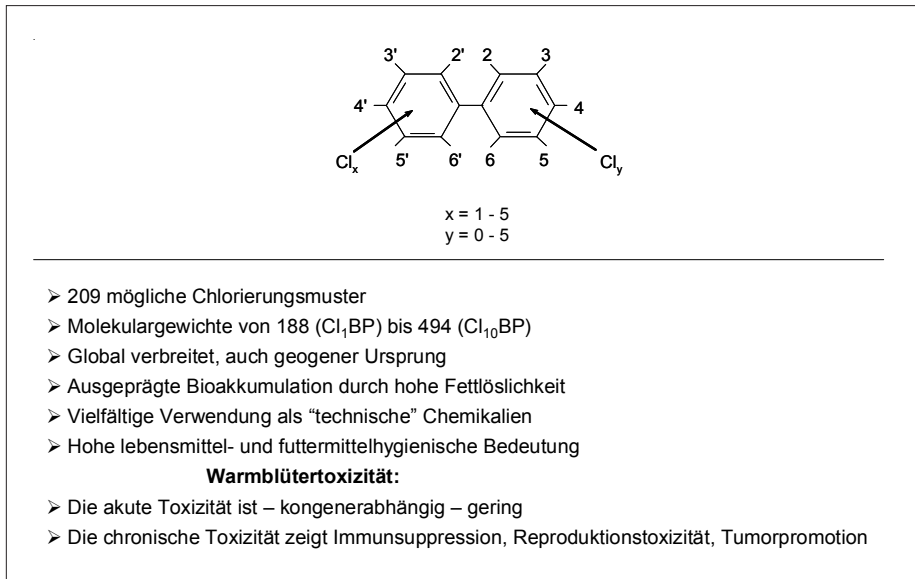 3' 2' 2 3
4' 4
Clₓ 5' 6' 6 5 Cl_y
x = 1 - 5
y = 0 - 5
➢ 209 mögliche Chlorierungsmuster
➢ Molekulargewichte von 188 (Cl₁BP) bis 494 (Cl₁₀BP)
➢ Global verbreitet, auch geogener Ursprung
➢ Ausgeprägte Bioakkumulation durch hohe Fettlöslichkeit
➢ Vielfältige Verwendung als “technische” Chemikalien
➢ Hohe lebensmittel- und futtermittelhygienische Bedeutung
Warmblütertoxizität:
➢ Die akute Toxizität ist – kongenerabhängig – gering
➢ Die chronische Toxizität zeigt Immunsuppression, Reproduktionstoxizität, Tumorpromotion